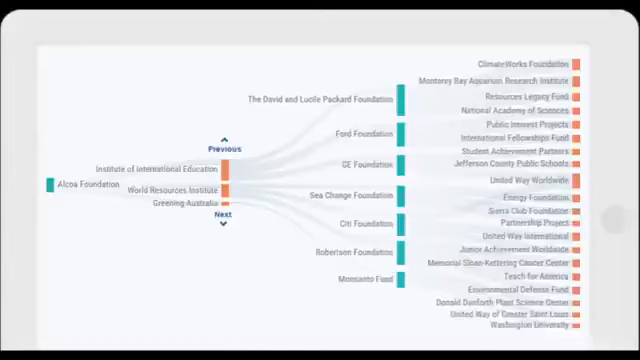 Alcoa Foundation
Previous
Institute of International Education
World Resources Institute
Greening Australia
Next
The David and Lucile Packard Foundation
Ford Foundation
GE Foundation
Sea Change Foundation
Citi Foundation
Robertson Foundation
Monsanto Fund
ClimateWorks Foundation
Monterey Bay Aquarium Research Institute
Resources Legacy Fund
National Academy of Sciences
Public Interest Projects
International Fellowships Fund
Student Achievement Partners
Jefferson County Public Schools
United Way Worldwide
Energy Foundation
Sierra Club Foundation
Partnership Project
United Way International
Junior Achievement Worldwide
Memorial Sloan-Kettering Cancer Center
Teach for America
Environmental Defense Fund
Donald Danforth Plant Science Center
United Way of Greater Saint Louis
Washington University